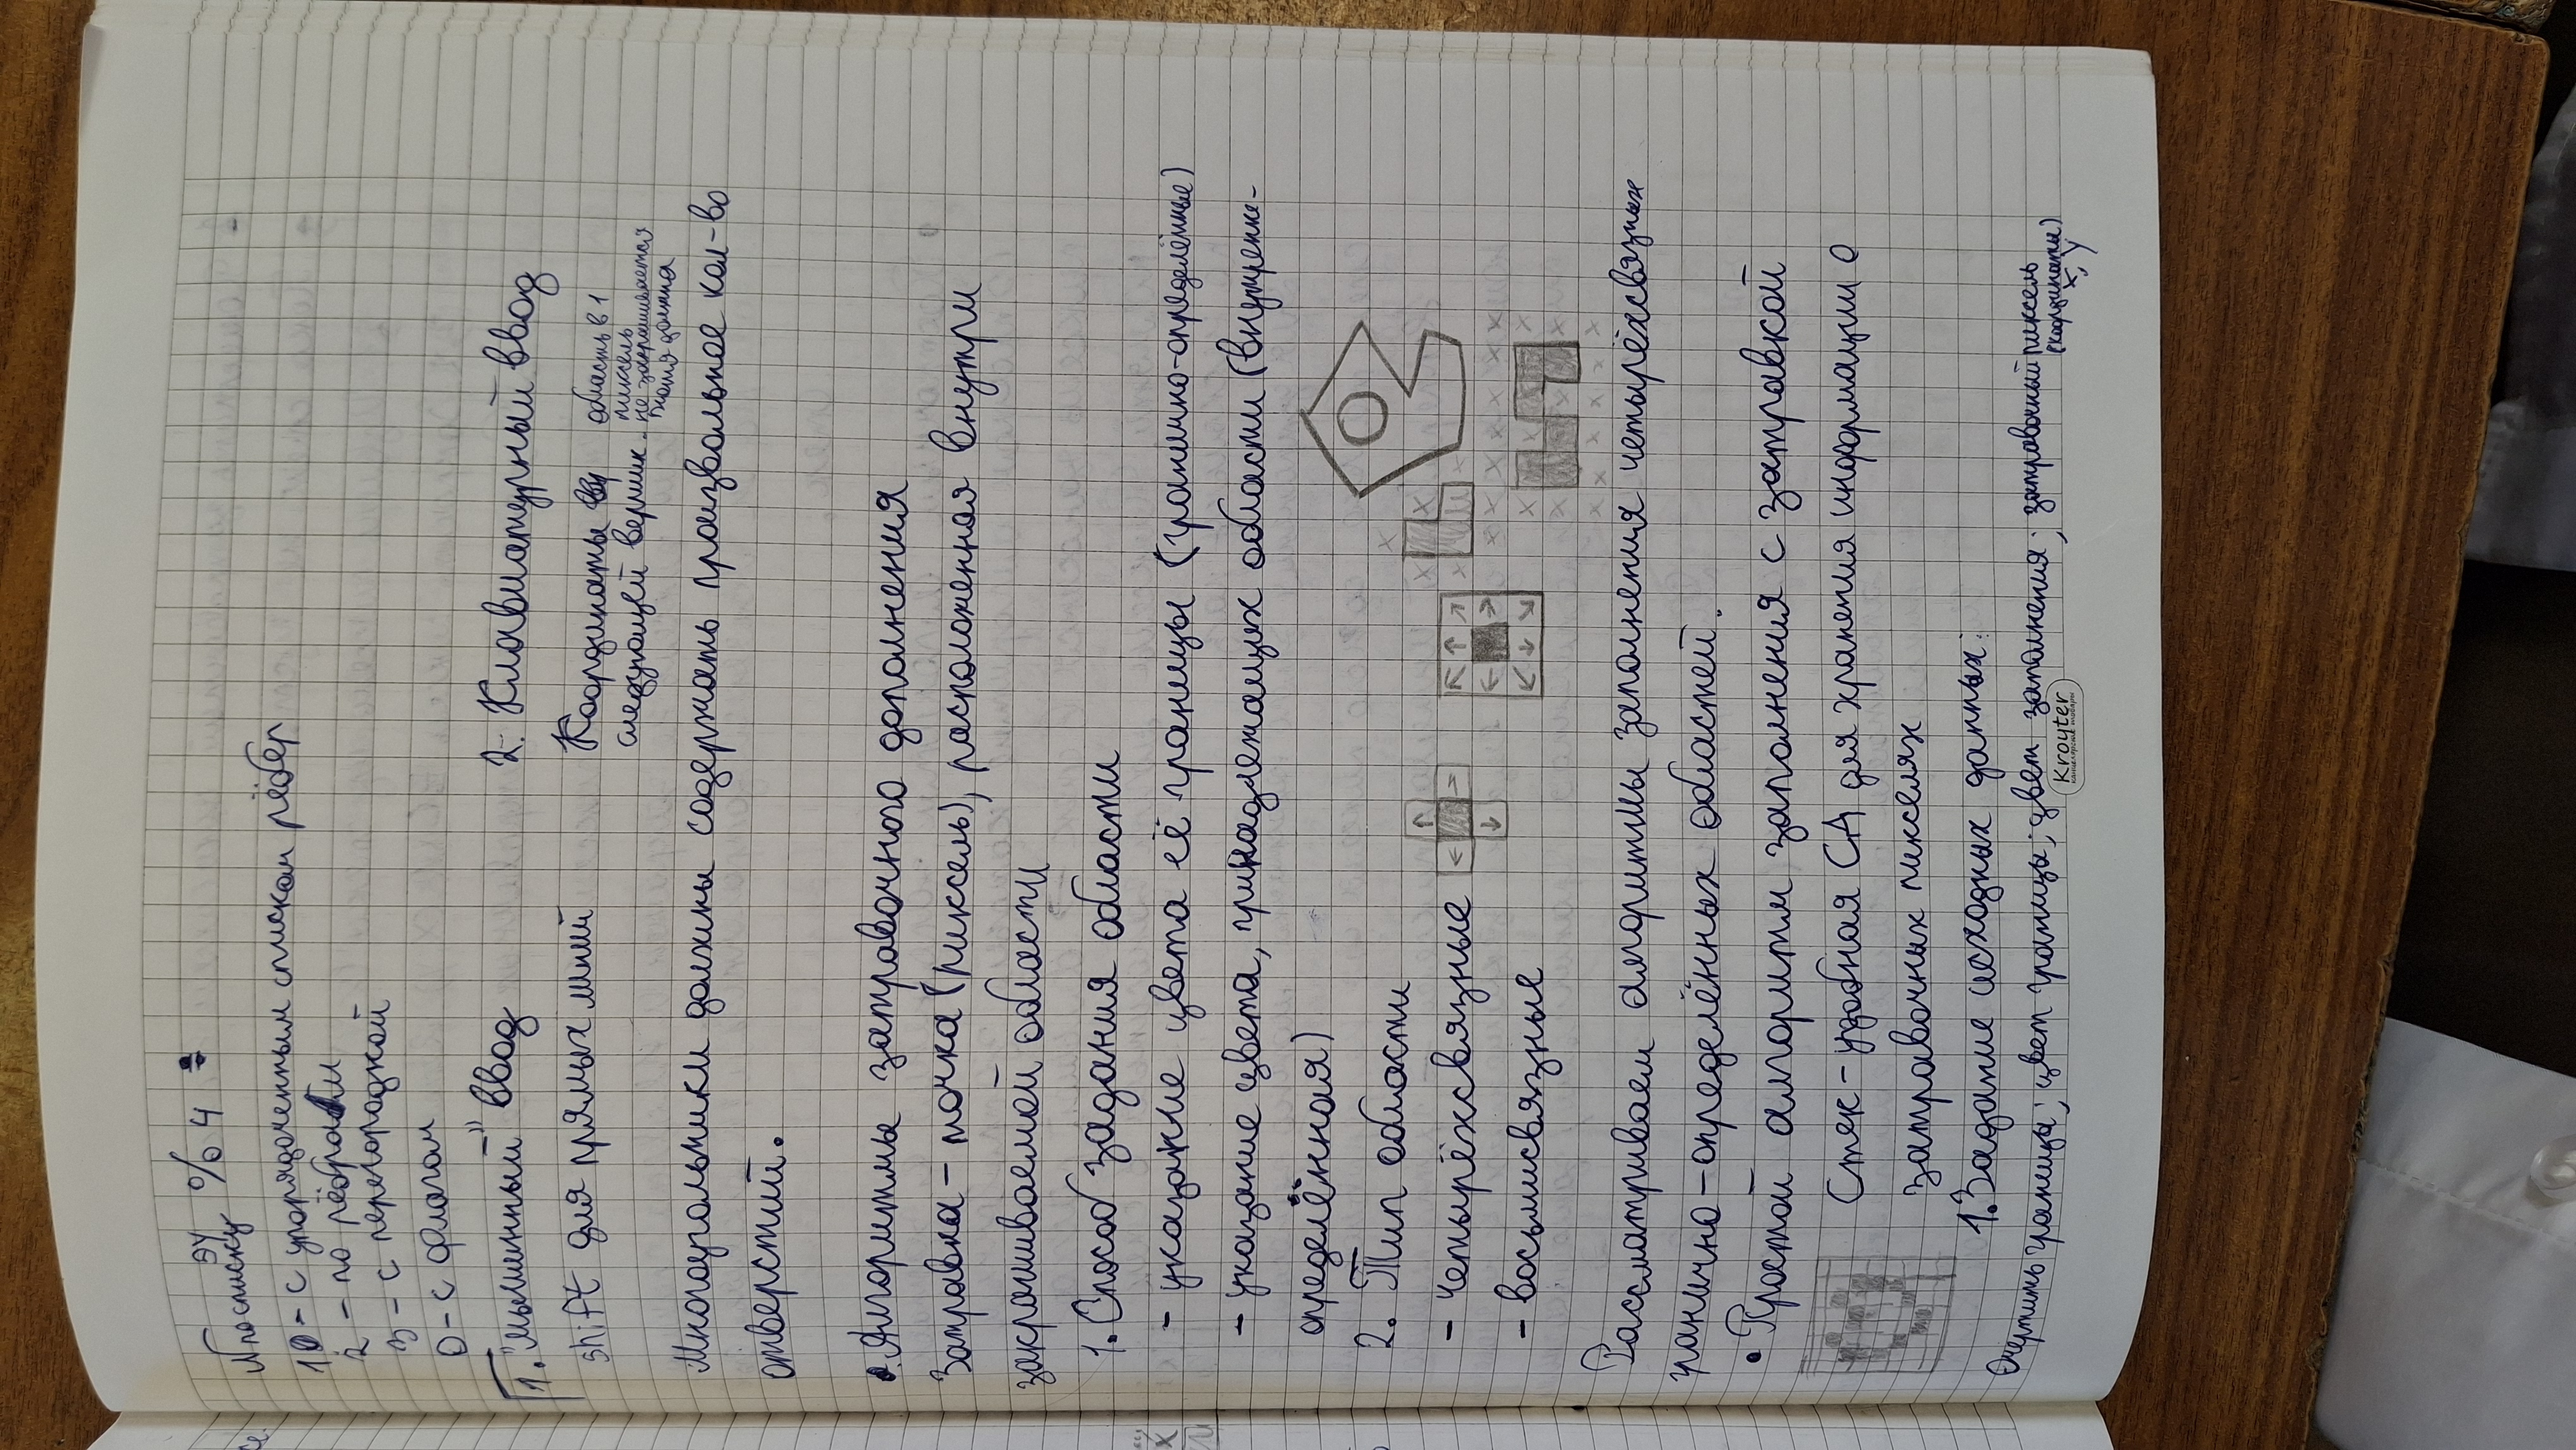 ЭУ
№ по списку % 4 =
1 - с упорядоченным списком рёбер
2 - по рёбрам
3 - с перегородкой
0 - с флагом
1. "мышинный" ввод
2. Клавиатурный ввод
shift для прямых линий
Координаты
следующей вершин.
область в 1
пиксель
не закрашивается
хотя должна
Многоугольники должны содержать произвольное кол-во
отверстий.
• Алгоритмы затравочного дополнения
Затравка - точка (пиксель), расположенная внутри
закрашиваемой области
1. Способ задания области
- указание цвета её границы (гранично-определённые)
- указание цвета, принадлежащих области (внутренне-
определённая)
2. Тип области
- четырёхсвязные
- восьмисвязные
Рассматриваем алгоритмы заполнения четырёхсвязных
гранично-определённых областей.
• Простой алгоритм заполнения с затравкой
Стек - удобная СД для хранения информации о
затравочных пикселях
1. Задание исходных данных:
Очертить границы; цвет границы; цвет заполнения; затравочный пиксель
(координаты)
x, y
Kroyter
канцелярские товары